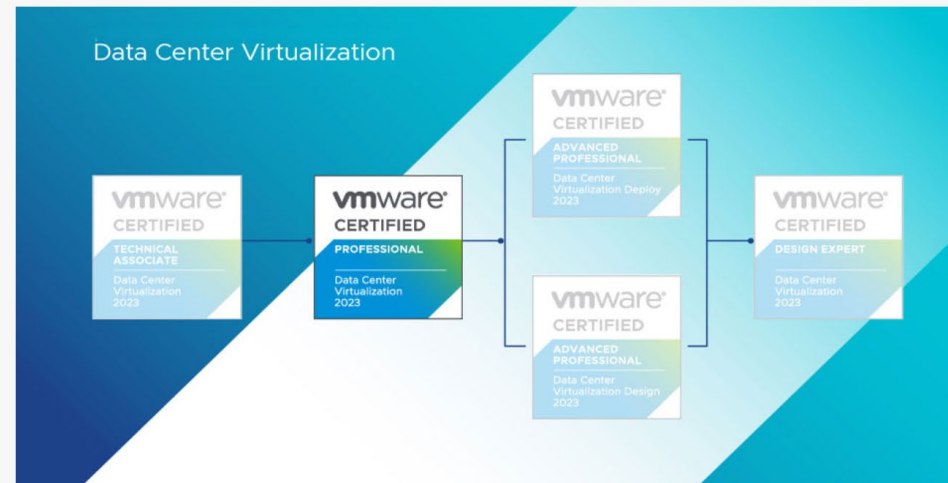 Data Center Virtualization
vmware®
CERTIFIED
TECHNICAL
ASSOCIATE
Data Center
Virtualization
2023
vmware®
CERTIFIED
PROFESSIONAL
Data Center
Virtualization
2023
vmware®
CERTIFIED
ADVANCED
PROFESSIONAL
Data Center
Virtualization Deploy
2023
vmware®
CERTIFIED
ADVANCED
PROFESSIONAL
Data Center
Virtualization Design
2023
vmware®
CERTIFIED
DESIGN EXPERT
Data Center
Virtualization
2023